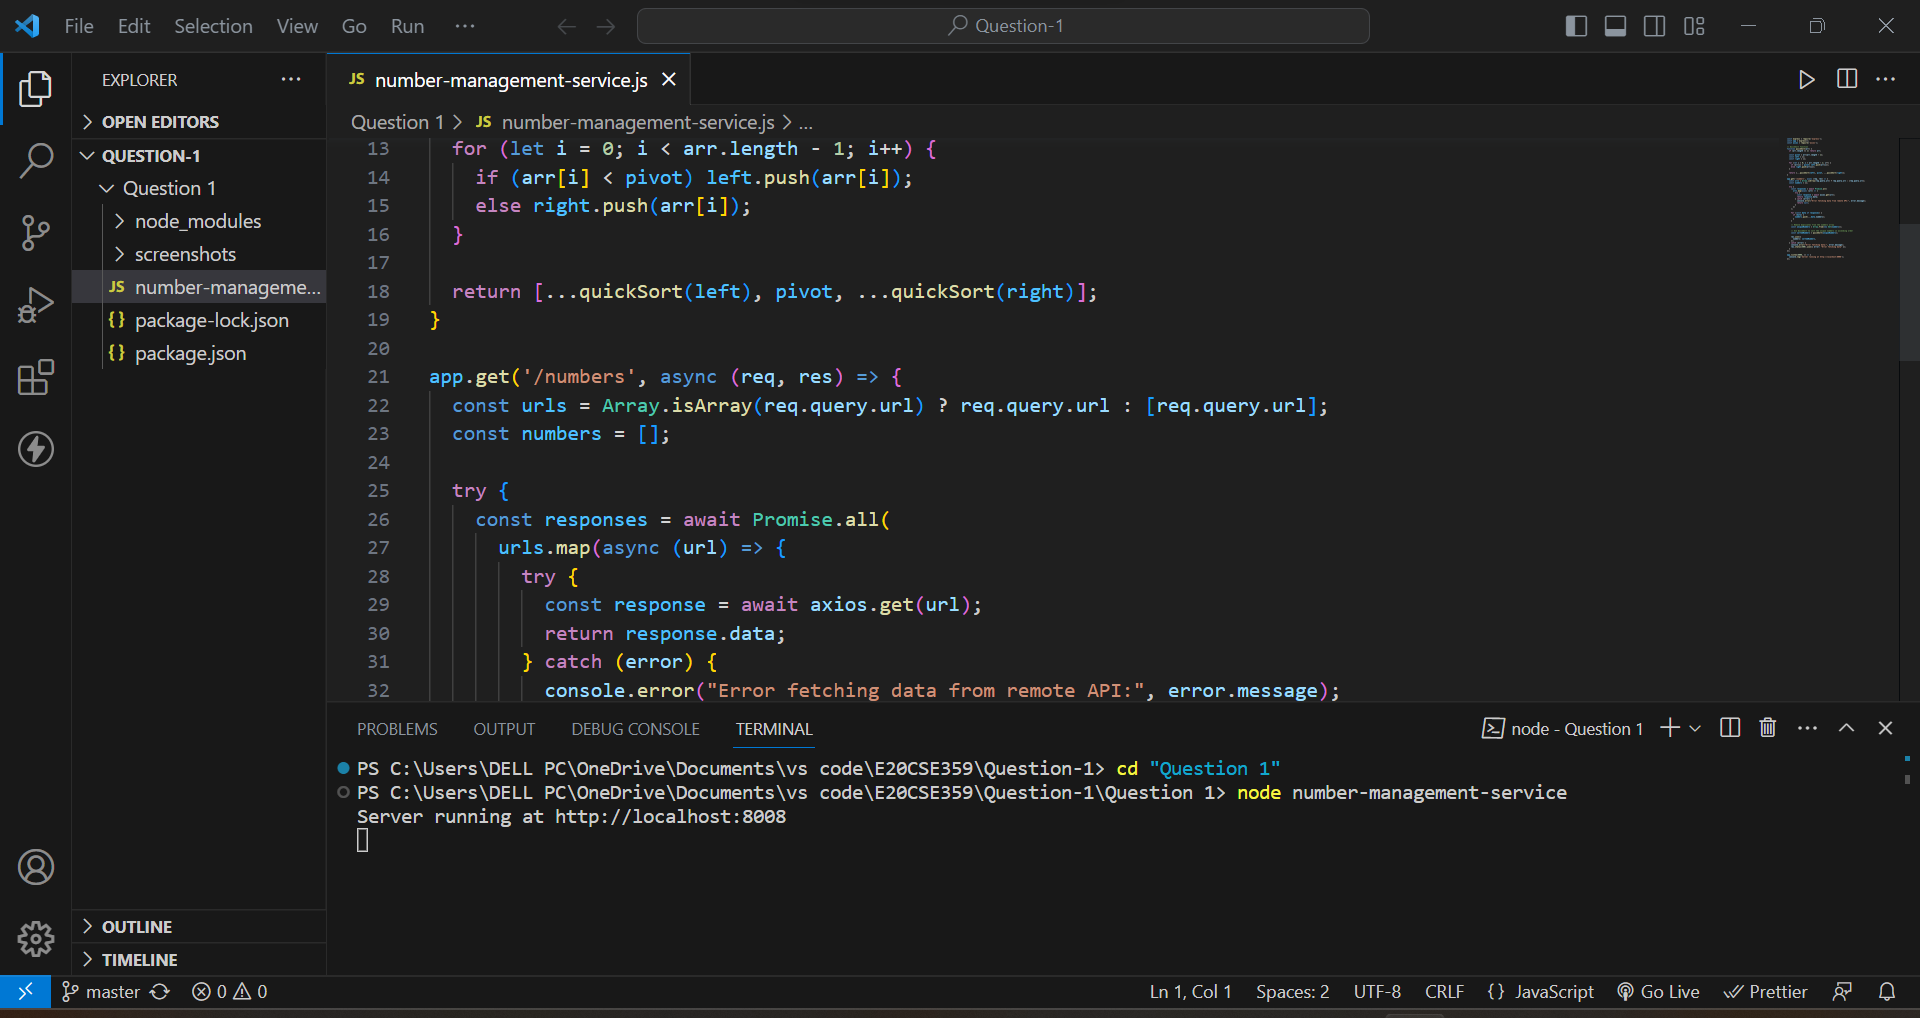 File Edit Selection View Go Run ··· Question-1
EXPLORER
OPEN EDITORS
QUESTION-1
Question 1
node_modules
screenshots
JS number-manageme...
{} package-lock.json
{} package.json
OUTLINE
TIMELINE
JS number-management-service.js
Question 1 > JS number-management-service.js > ...
13 for (let i = 0; i < arr.length - 1; i++) {
14 if (arr[i] < pivot) left.push(arr[i]);
15 else right.push(arr[i]);
16 }
17
18 return [...quickSort(left), pivot, ...quickSort(right)];
19 }
20
21 app.get('/numbers', async (req, res) => {
22 const urls = Array.isArray(req.query.url) ? req.query.url : [req.query.url];
23 const numbers = [];
24
25 try {
26 const responses = await Promise.all(
27 urls.map(async (url) => {
28 try {
29 const response = await axios.get(url);
30 return response.data;
31 } catch (error) {
32 console.error("Error fetching data from remote API:", error.message);
PROBLEMS OUTPUT DEBUG CONSOLE TERMINAL node - Question 1
PS C:\Users\DELL PC\OneDrive\Documents\vs code\E20CSE359\Question-1> cd "Question 1"
PS C:\Users\DELL PC\OneDrive\Documents\vs code\E20CSE359\Question-1\Question 1> node number-management-service
Server running at http://localhost:8008
master 0 0 Ln 1, Col 1 Spaces: 2 UTF-8 CRLF {} JavaScript Go Live Prettier